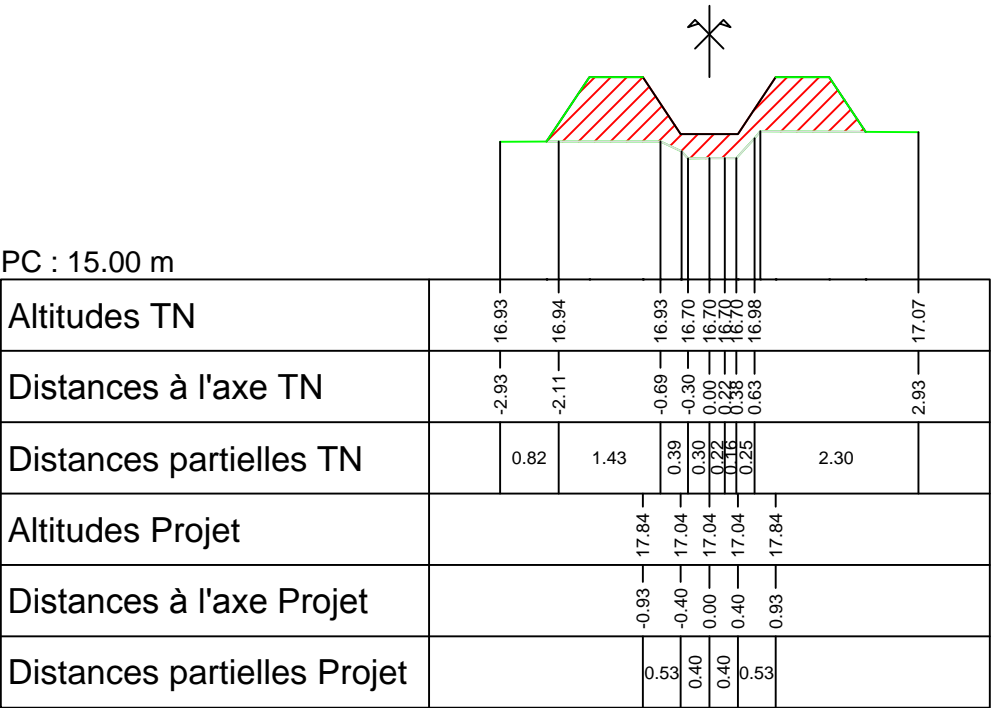 PC : 15.00 m
Altitudes TN
16.93 16.94 16.93 16.70 16.70 16.70 16.70 16.98 17.07
Distances à l'axe TN
-2.93 -2.11 -0.69 -0.30 0.00 0.22 0.38 0.63 2.93
Distances partielles TN
0.82 1.43 0.39 0.30 0.22 0.16 0.25 2.30
Altitudes Projet
17.84 17.04 17.04 17.04 17.84
Distances à l'axe Projet
-0.93 -0.40 0.00 0.40 0.93
Distances partielles Projet
0.53 0.40 0.40 0.53